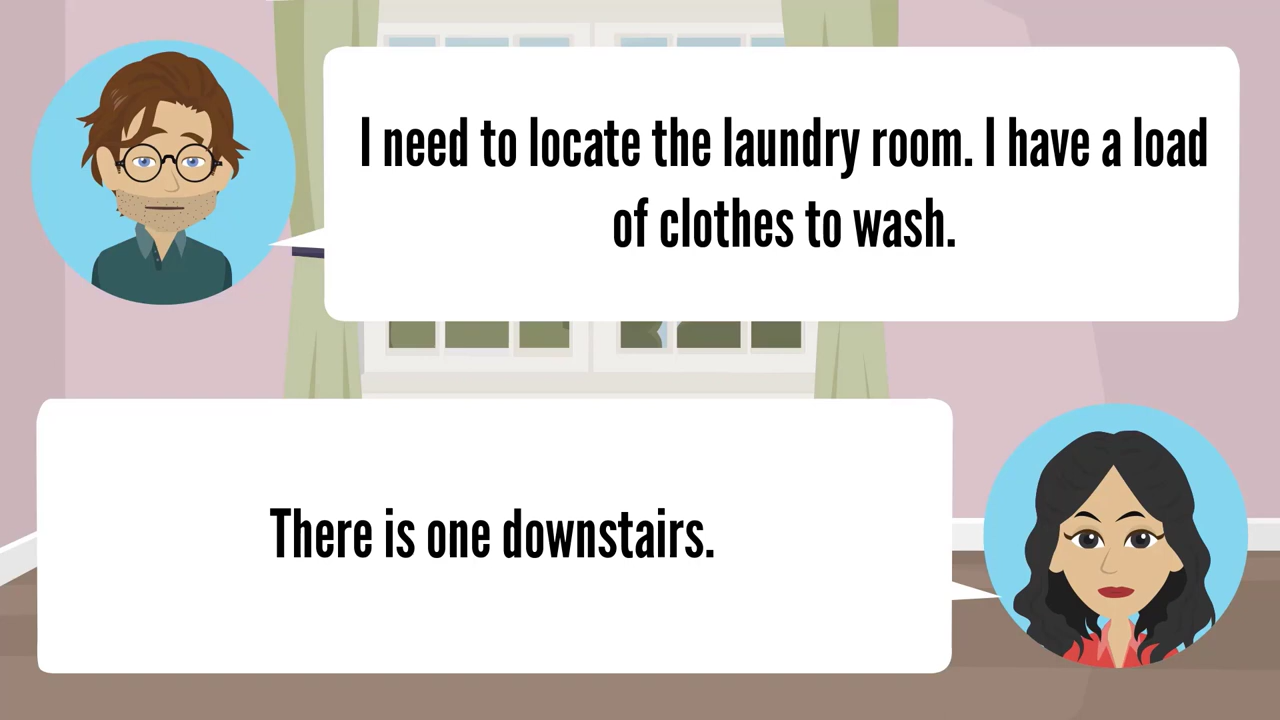 I need to locate the laundry room. I have a load
of clothes to wash.
There is one downstairs.